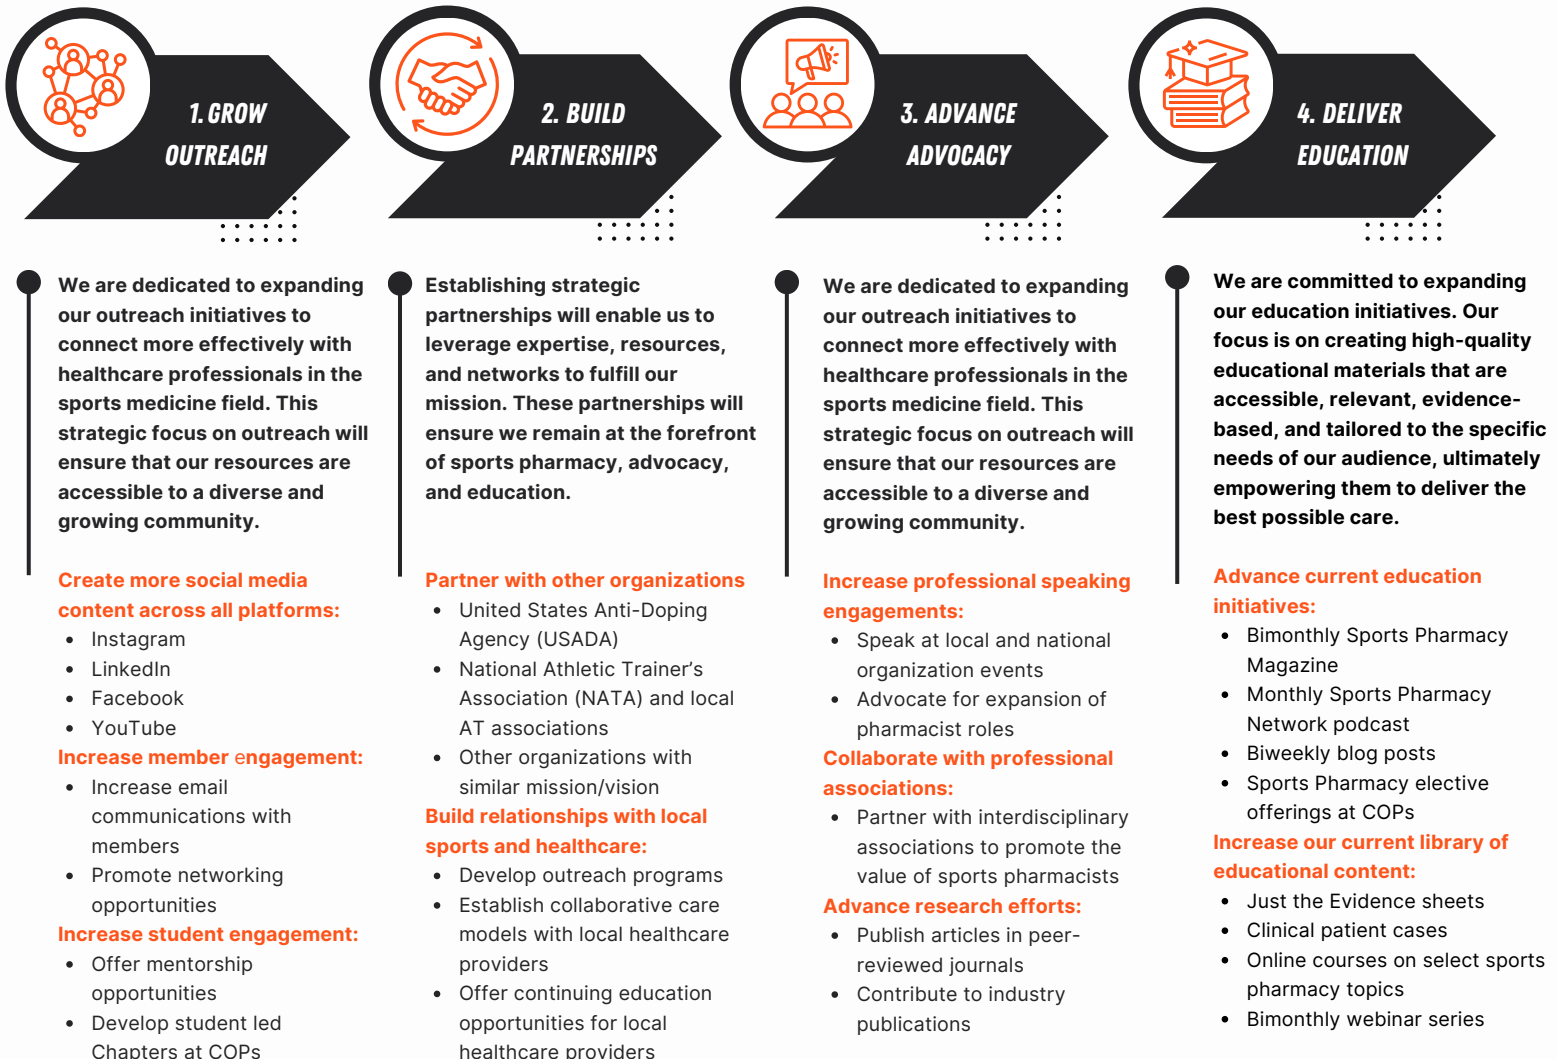 1. GROW
OUTREACH
We are dedicated to expanding
our outreach initiatives to
connect more effectively with
healthcare professionals in the
sports medicine field. This
strategic focus on outreach will
ensure that our resources are
accessible to a diverse and
growing community.
Create more social media
content across all platforms:
• Instagram
• LinkedIn
• Facebook
• YouTube
Increase member engagement:
• Increase email
communications with
members
• Promote networking
opportunities
Increase student engagement:
• Offer mentorship
opportunities
• Develop student led
Chapters at COPs
2. BUILD
PARTNERSHIPS
Establishing strategic
partnerships will enable us to
leverage expertise, resources,
and networks to fulfill our
mission. These partnerships will
ensure we remain at the forefront
of sports pharmacy, advocacy,
and education.
Partner with other organizations
• United States Anti-Doping
Agency (USADA)
• National Athletic Trainer’s
Association (NATA) and local
AT associations
• Other organizations with
similar mission/vision
Build relationships with local
sports and healthcare:
• Develop outreach programs
• Establish collaborative care
models with local healthcare
providers
• Offer continuing education
opportunities for local
healthcare providers
3. ADVANCE
ADVOCACY
We are dedicated to expanding
our outreach initiatives to
connect more effectively with
healthcare professionals in the
sports medicine field. This
strategic focus on outreach will
ensure that our resources are
accessible to a diverse and
growing community.
Increase professional speaking
engagements:
• Speak at local and national
organization events
• Advocate for expansion of
pharmacist roles
Collaborate with professional
associations:
• Partner with interdisciplinary
associations to promote the
value of sports pharmacists
Advance research efforts:
• Publish articles in peer-
reviewed journals
• Contribute to industry
publications
4. DELIVER
EDUCATION
We are committed to expanding
our education initiatives. Our
focus is on creating high-quality
educational materials that are
accessible, relevant, evidence-
based, and tailored to the specific
needs of our audience, ultimately
empowering them to deliver the
best possible care.
Advance current education
initiatives:
• Bimonthly Sports Pharmacy
Magazine
• Monthly Sports Pharmacy
Network podcast
• Biweekly blog posts
• Sports Pharmacy elective
offerings at COPs
Increase our current library of
educational content:
• Just the Evidence sheets
• Clinical patient cases
• Online courses on select sports
pharmacy topics
• Bimonthly webinar series